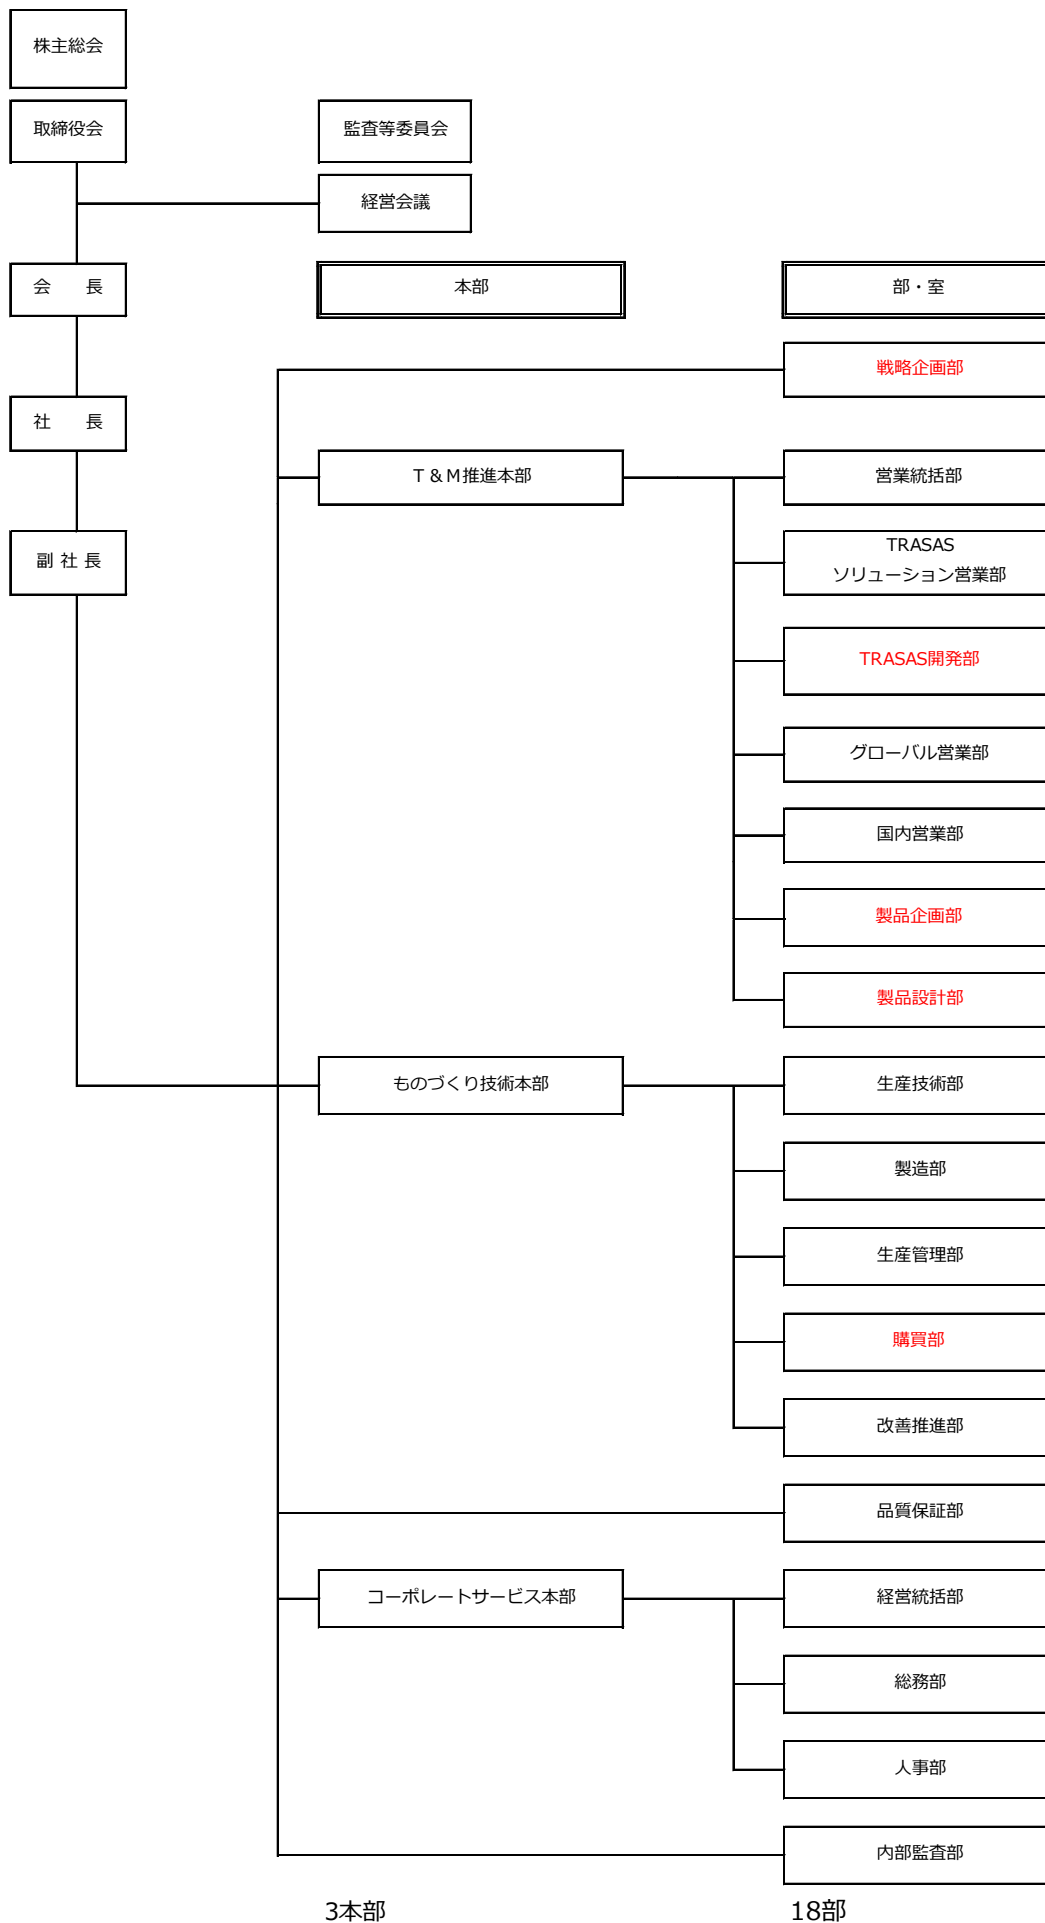 株主総会
取締役会
監査等委員会
経営会議
会　　長
本部
部・室
戦略企画部
社　　長
Ｔ＆Ｍ推進本部
営業統括部
副 社 長
TRASAS
ソリューション営業部
TRASAS開発部
グローバル営業部
国内営業部
製品企画部
製品設計部
ものづくり技術本部
生産技術部
製造部
生産管理部
購買部
改善推進部
品質保証部
コーポレートサービス本部
経営統括部
総務部
人事部
内部監査部
3本部
18部